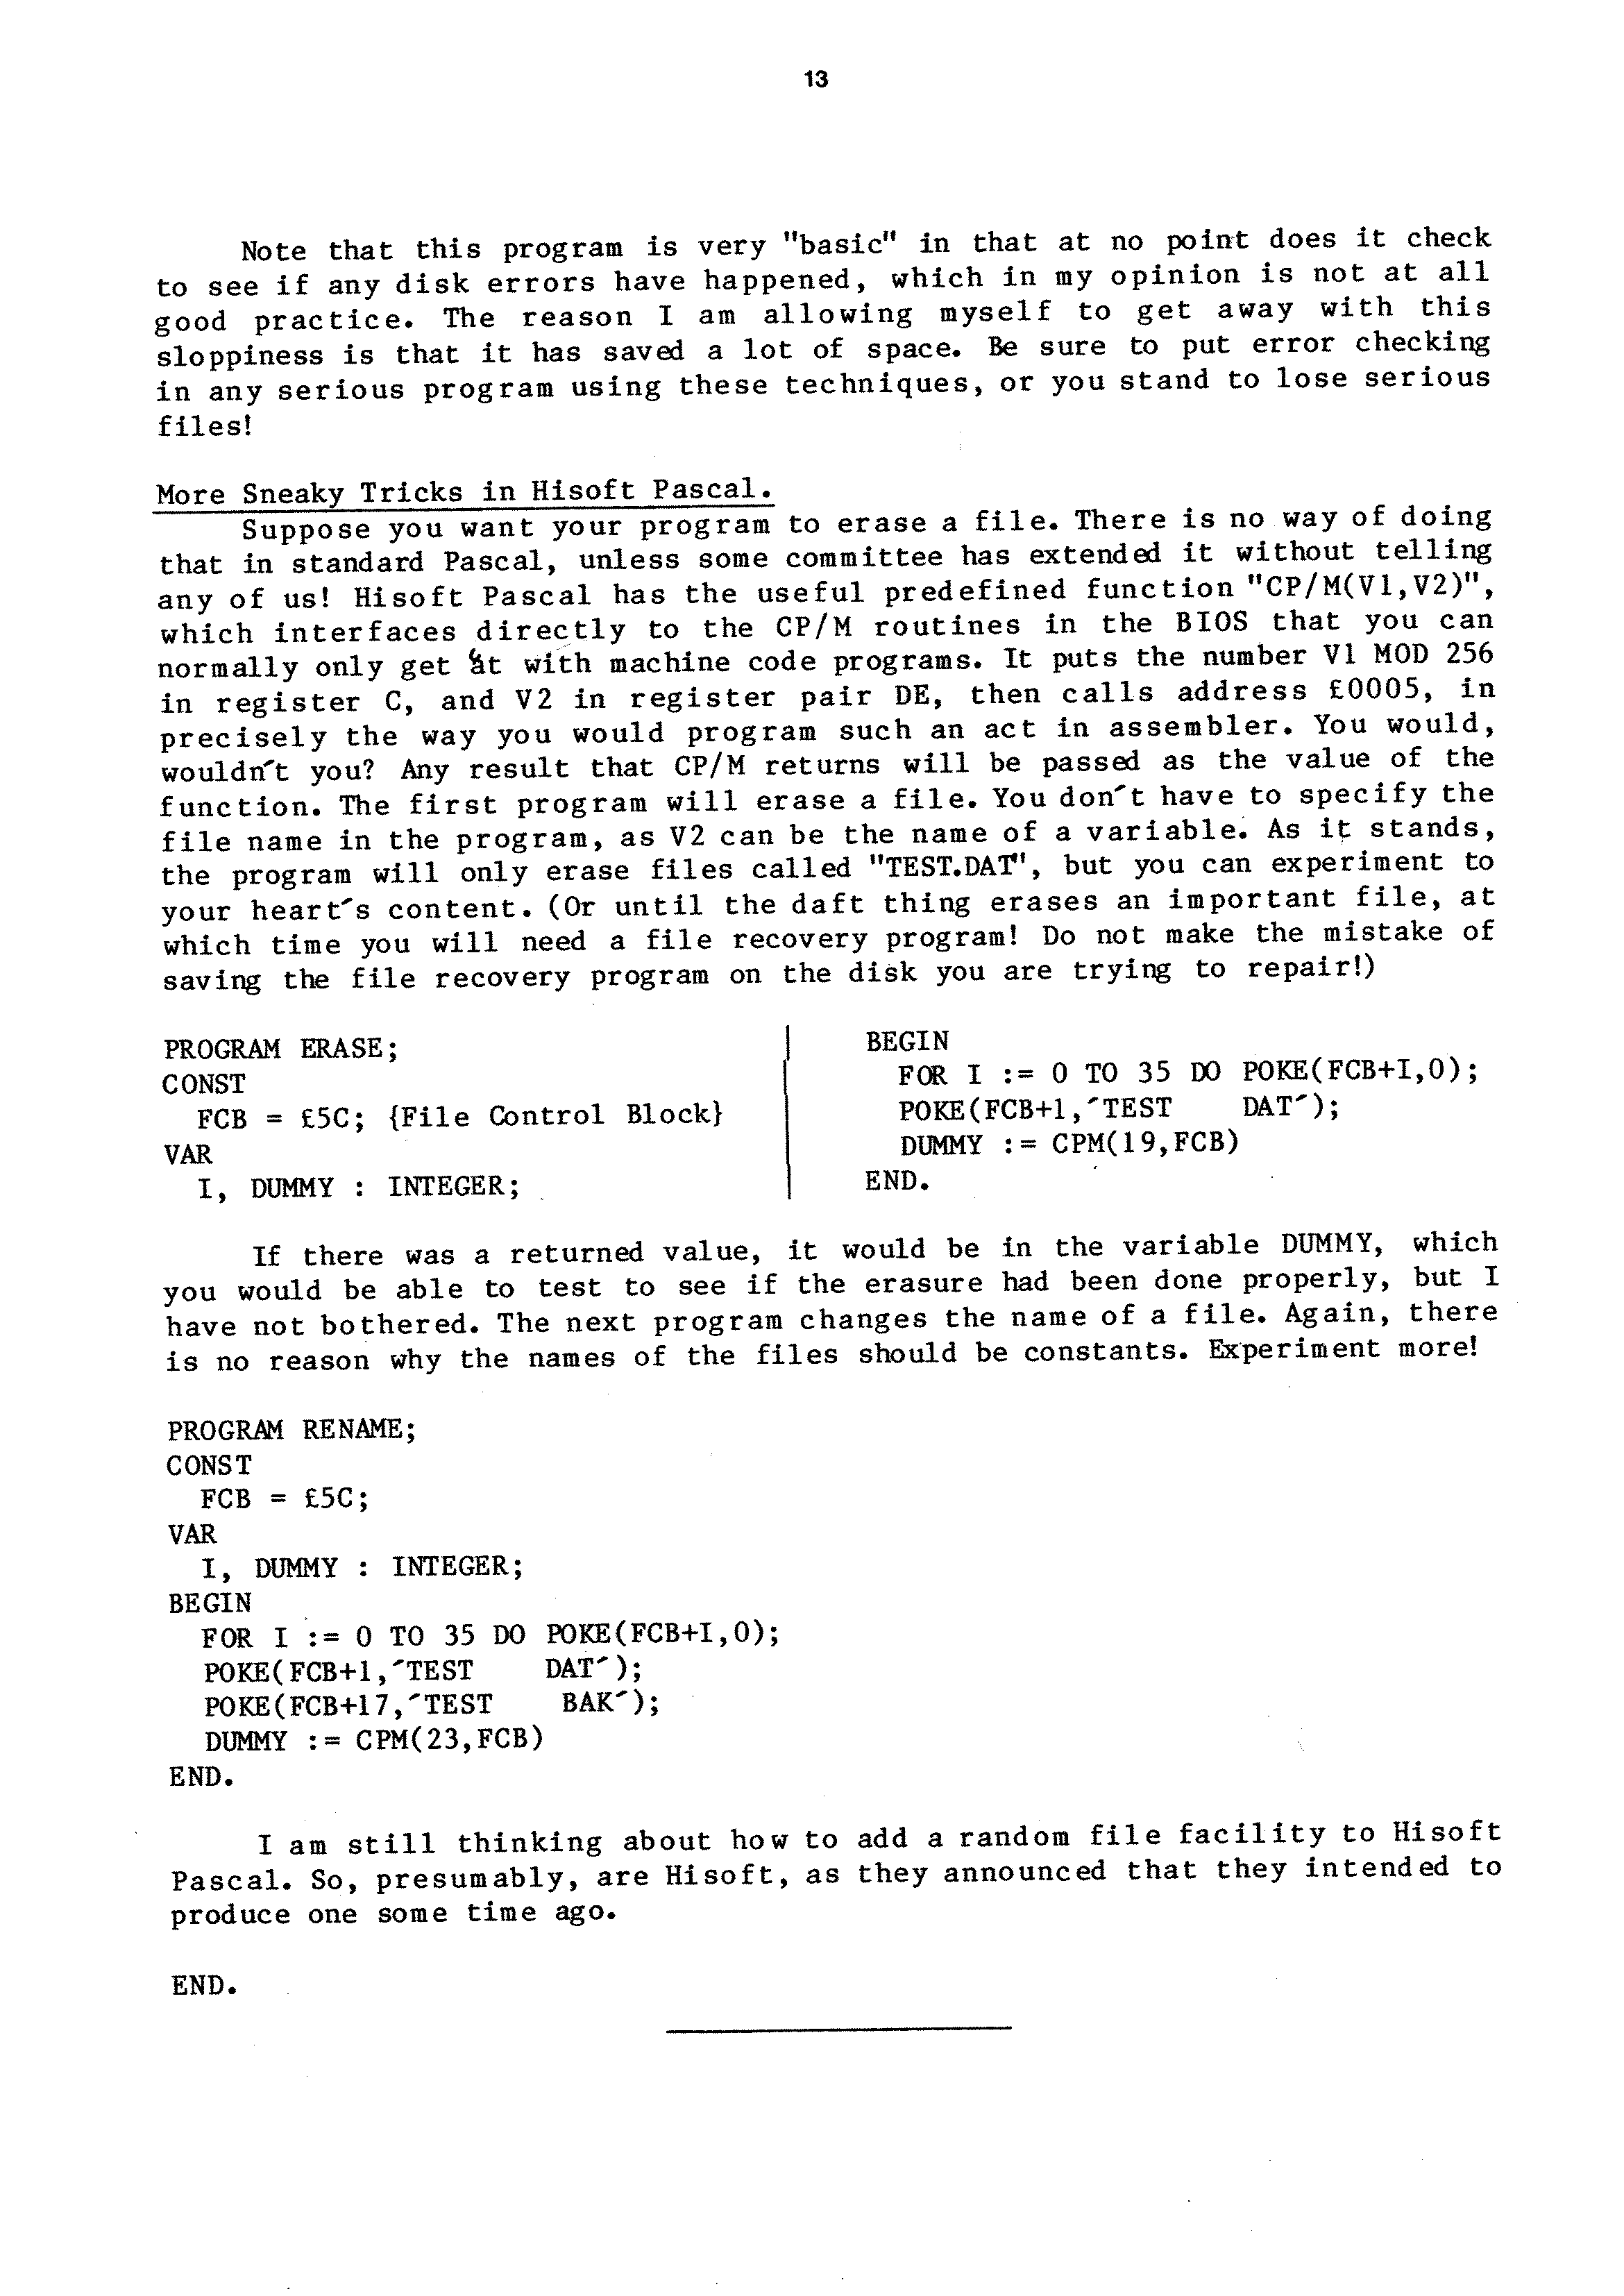 13
Note that this program is very "basic" in that at no point does it check
to see if any disk errors have happened, which in my opinion is not at all
good practice. The reason I am allowing myself to get away with this
sloppiness is that it has saved a lot of space. Be sure to put error checking
in any serious program using these techniques, or you stand to lose serious
files!
More Sneaky Tricks in Hisoft Pascal.
Suppose you want your program to erase a file. There is no way of doing
that in standard Pascal, unless some committee has extended it without telling
any of us! Hisoft Pascal has the useful predefined function "CP/M(V1,V2)",
which interfaces directly to the CP/M routines in the BIOS that you can
normally only get at with machine code programs. It puts the number V1 MOD 256
in register C, and V2 in register pair DE, then calls address £0005, in
precisely the way you would program such an act in assembler. You would,
wouldn't you? Any result that CP/M returns will be passed as the value of the
function. The first program will erase a file. You don't have to specify the
file name in the program, as V2 can be the name of a variable. As it stands,
the program will only erase files called "TEST.DAT", but you can experiment to
your heart's content. (Or until the daft thing erases an important file, at
which time you will need a file recovery program! Do not make the mistake of
saving the file recovery program on the disk you are trying to repair!)
PROGRAM ERASE;
CONST
  FCB = £5C; {File Control Block}
VAR
  I, DUMMY : INTEGER;
BEGIN
  FOR I := 0 TO 35 DO POKE(FCB+I,0);
  POKE(FCB+1,'TEST    DAT');
  DUMMY := CPM(19,FCB)
END.
If there was a returned value, it would be in the variable DUMMY, which
you would be able to test to see if the erasure had been done properly, but I
have not bothered. The next program changes the name of a file. Again, there
is no reason why the names of the files should be constants. Experiment more!
PROGRAM RENAME;
CONST
  FCB = £5C;
VAR
  I, DUMMY : INTEGER;
BEGIN
  FOR I := 0 TO 35 DO POKE(FCB+I,0);
  POKE(FCB+1,'TEST    DAT');
  POKE(FCB+17,'TEST    BAK');
  DUMMY := CPM(23,FCB)
END.
I am still thinking about how to add a random file facility to Hisoft
Pascal. So, presumably, are Hisoft, as they announced that they intended to
produce one some time ago.
END.